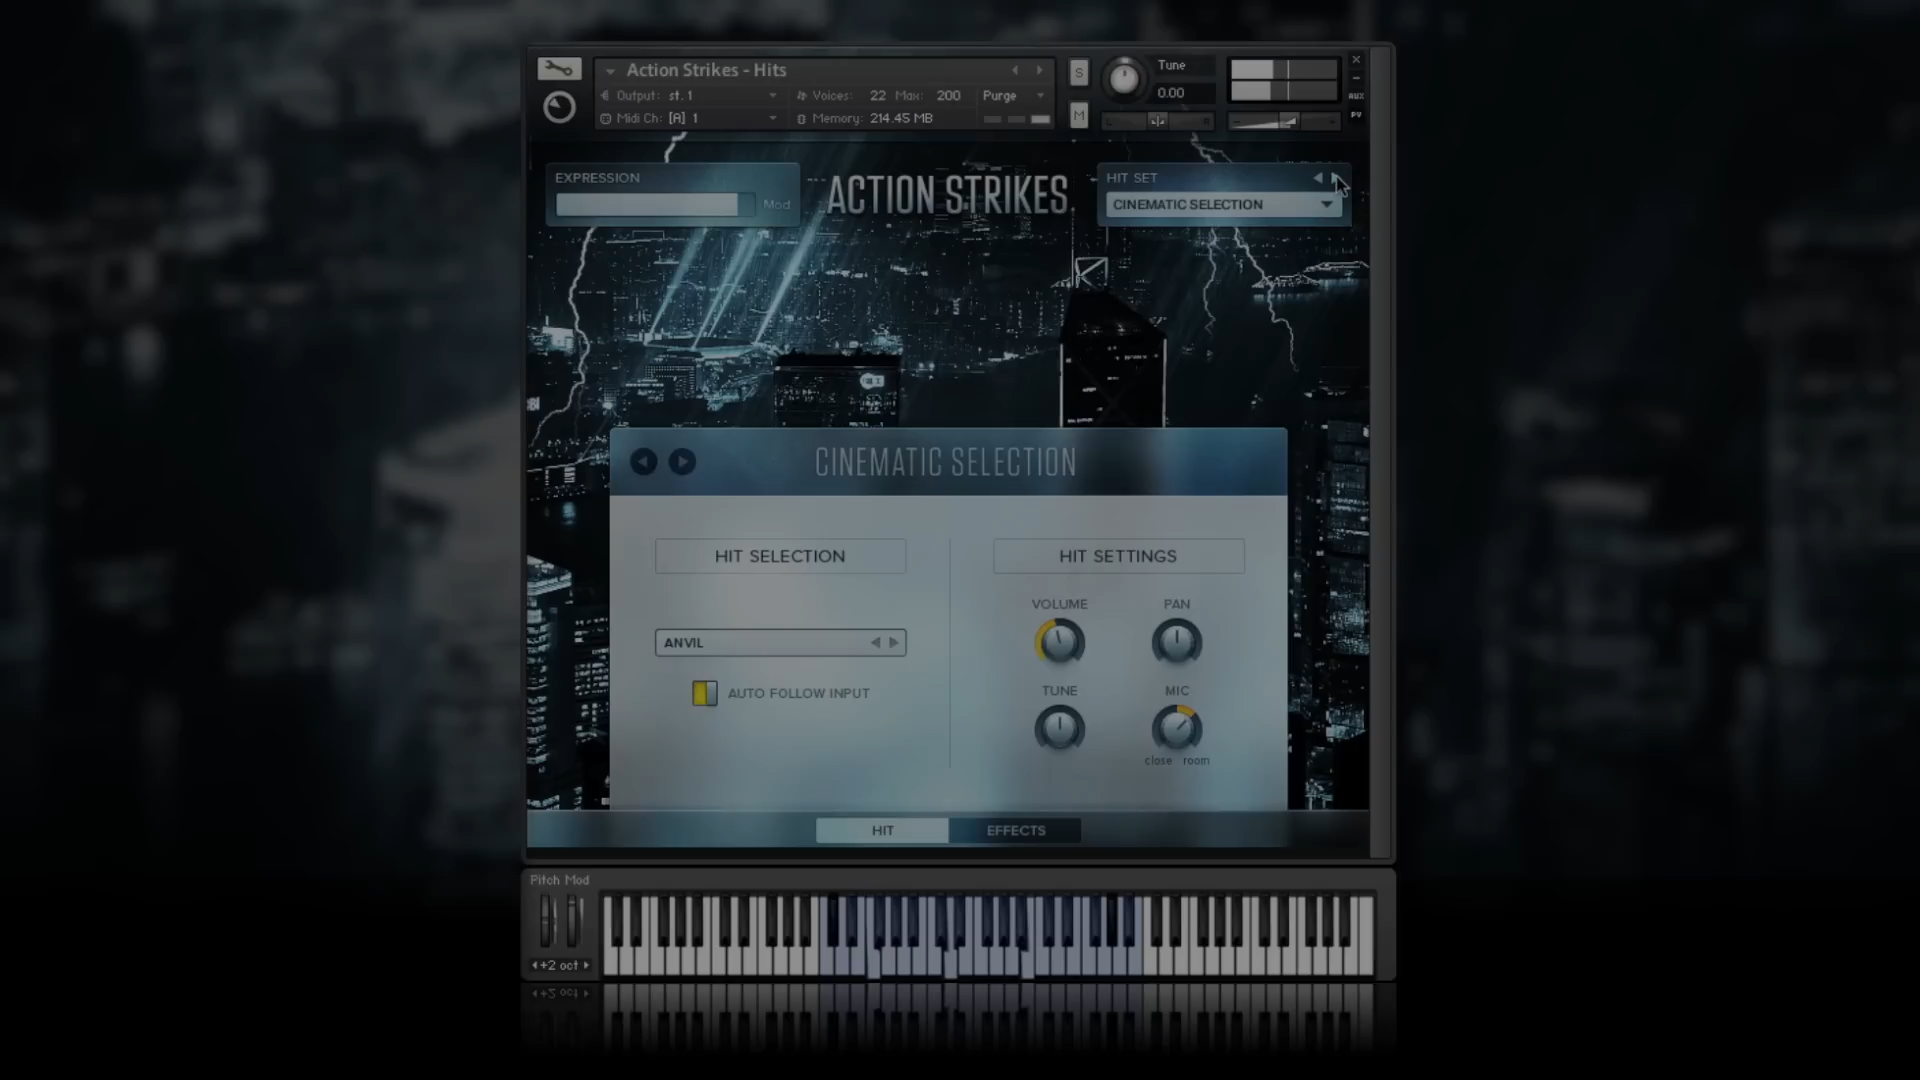 Action Strikes - Hits
Output: st.1
Voices: 22 Max: 200
Purge
Midi Ch: [A] 1
Memory: 214.45 MB
S
M
Tune
0.00
L
R
AUX
PV
EXPRESSION
Mod
ACTION STRIKES
HIT SET
CINEMATIC SELECTION
CINEMATIC SELECTION
HIT SELECTION
ANVIL
AUTO FOLLOW INPUT
HIT SETTINGS
VOLUME PAN
TUNE MIC
close room
HIT
EFFECTS
Pitch Mod
+2 oct